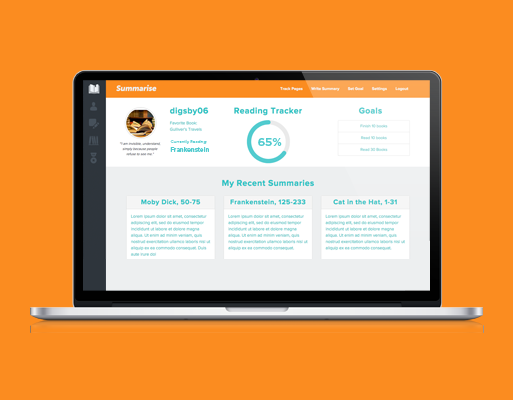 Summarise
Track Pages Write Summary Set Goal Settings Logout
digsby06
Favorite Book:
Gulliver's Travels
Currently Reading:
Frankenstein
"I am invisible, understand,
simply because people
refuse to see me."
Reading Tracker
65%
Goals
Finish 10 books
Read 10 books
Read 20 Books
My Recent Summaries
Moby Dick, 50-75
Lorem ipsum dolor sit amet, consectetur
adipiscing elit, sed do eiusmod tempor
incididunt ut labore et dolore magna
aliqua. Ut enim ad minim veniam, quis
nostrud exercitation ullamco laboris nisi ut
aliquip ex ea commodo consequat. Duis
aute irure dol
Frankenstein, 125-233
Lorem ipsum dolor sit amet, consectetur
adipiscing elit, sed do eiusmod tempor
incididunt ut labore et dolore magna
aliqua. Ut enim ad minim veniam, quis
nostrud exercitation ullamco laboris nisi ut
aliquip ex ea commodo consequat.
Cat in the Hat, 1-31
Lorem ipsum dolor sit amet, consectetur
adipiscing elit, sed do eiusmod tempor
incididunt ut labore et dolore magna
aliqua. Ut enim ad minim veniam, quis
nostrud exercitation ullamco laboris nisi ut
aliquip ex ea commodo consequat.